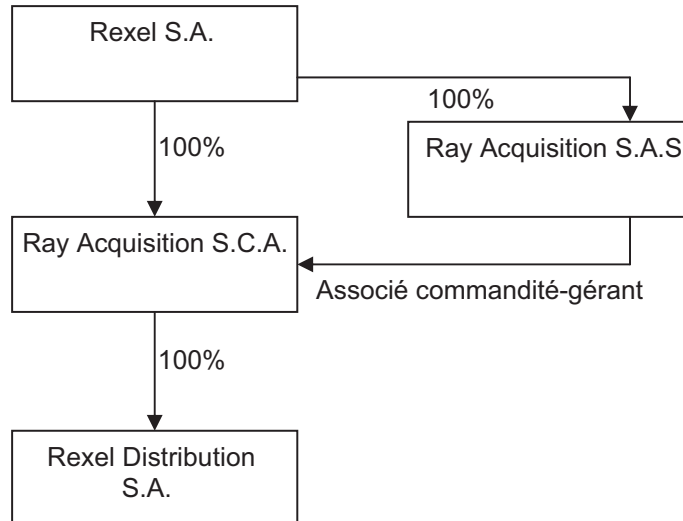 Rexel S.A.
100%
Ray Acquisition S.A.S
100%
Ray Acquisition S.C.A.
Associé commandité-gérant
100%
Rexel Distribution
S.A.